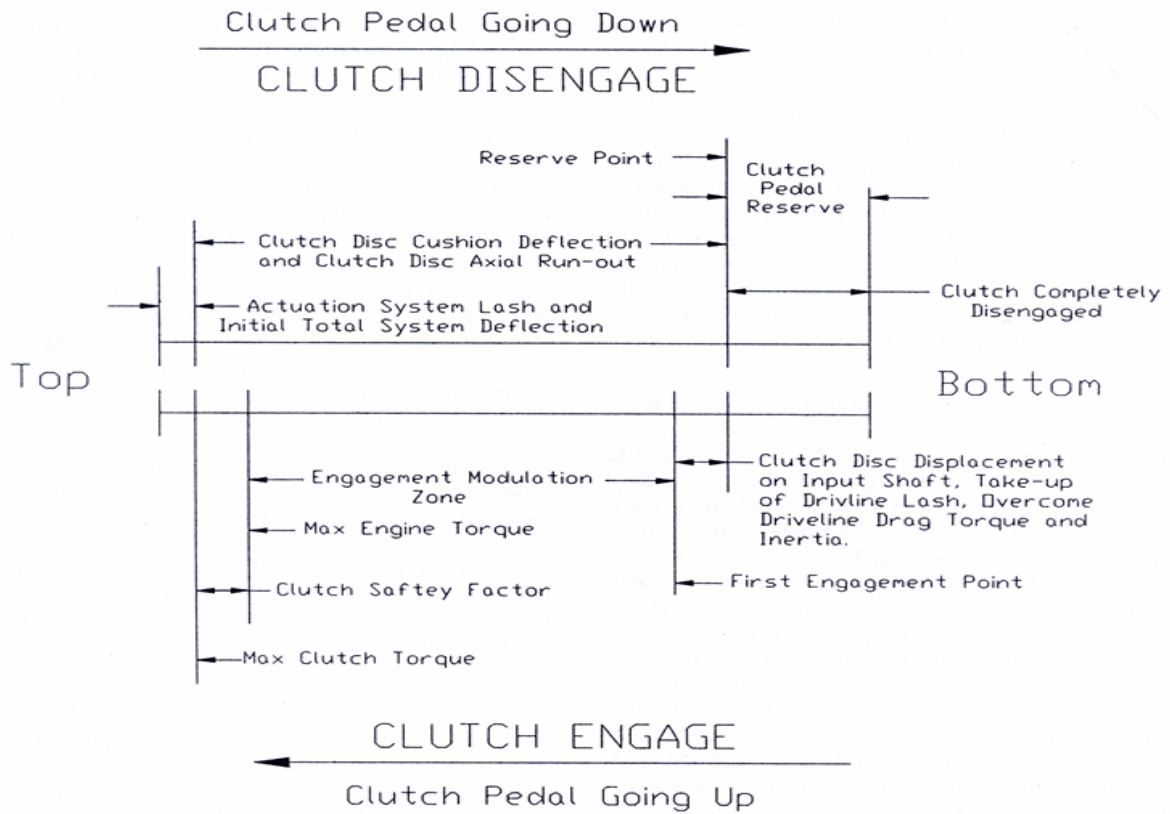 Clutch Pedal Going Down
CLUTCH DISENGAGE
Reserve Point
Clutch
Pedal
Reserve
Clutch Disc Cushion Deflection
and Clutch Disc Axial Run-out
Actuation System Lash and
Initial Total System Deflection
Clutch Completely
Disengaged
Top
Bottom
Engagement Modulation
Zone
Clutch Disc Displacement
on Input Shaft, Take-up
of Drivline Lash, Overcome
Driveline Drag Torque and
Inertia.
Max Engine Torque
First Engagement Point
Clutch Saftey Factor
Max Clutch Torque
CLUTCH ENGAGE
Clutch Pedal Going Up